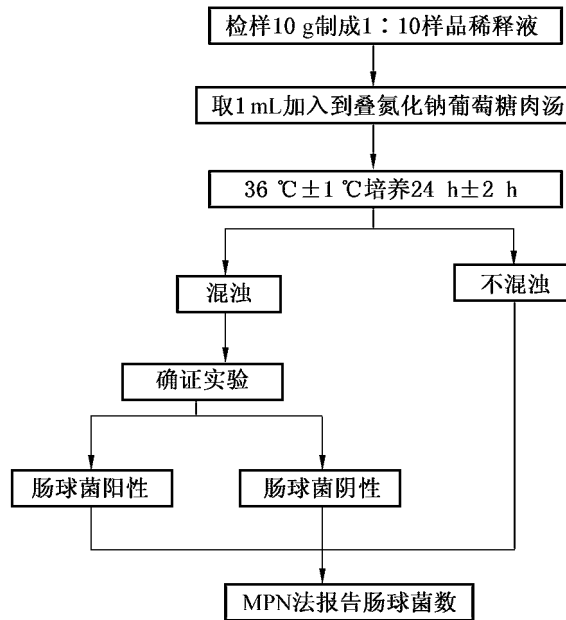 检样10 g制成1∶10样品稀释液
取1 mL加入到叠氮化钠葡萄糖肉汤
36 ℃±1 ℃培养24 h±2 h
混浊
不混浊
确证实验
肠球菌阳性
肠球菌阴性
MPN法报告肠球菌数